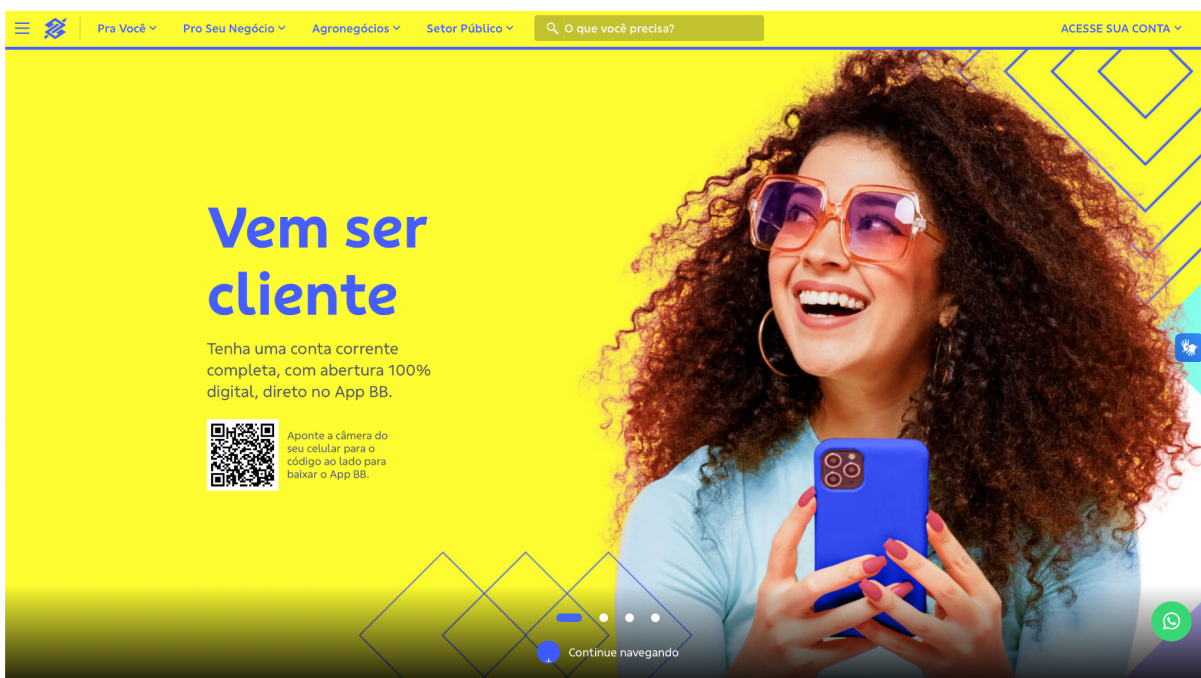 Pra Você
Pro Seu Negócio
Agronegócios
Setor Público
O que você precisa?
ACESSE SUA CONTA
Vem ser
cliente
Tenha uma conta corrente
completa, com abertura 100%
digital, direto no App BB.
Aponte a câmera do
seu celular para o
código ao lado para
baixar o App BB.
Continue navegando